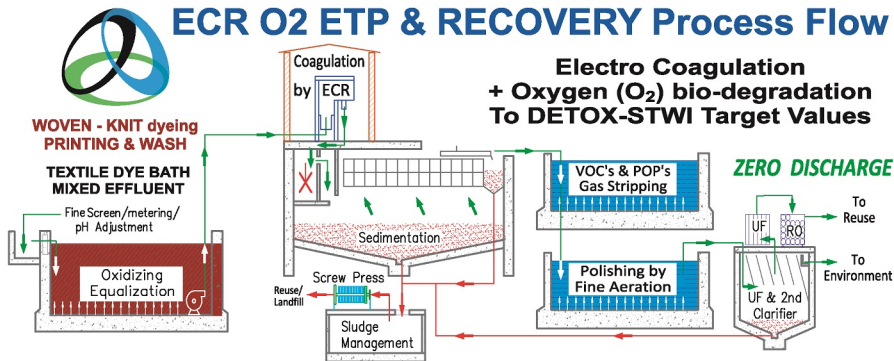 ECR O2 ETP & RECOVERY Process Flow
Coagulation
by ECR
Electro Coagulation
+ Oxygen (O₂) bio-degradation
To DETOX-STWI Target Values
WOVEN - KNIT dyeing
PRINTING & WASH
TEXTILE DYE BATH
MIXED EFFLUENT
Fine Screen/metering/
pH Adjustment
Oxidizing
Equalization
Sedimentation
Screw Press
Reuse/
Landfill
Sludge
Management
VOC's & POP's
Gas Stripping
Polishing by
Fine Aeration
ZERO DISCHARGE
UF
RO
To
Reuse
To
Environment
UF & 2nd
Clarifier